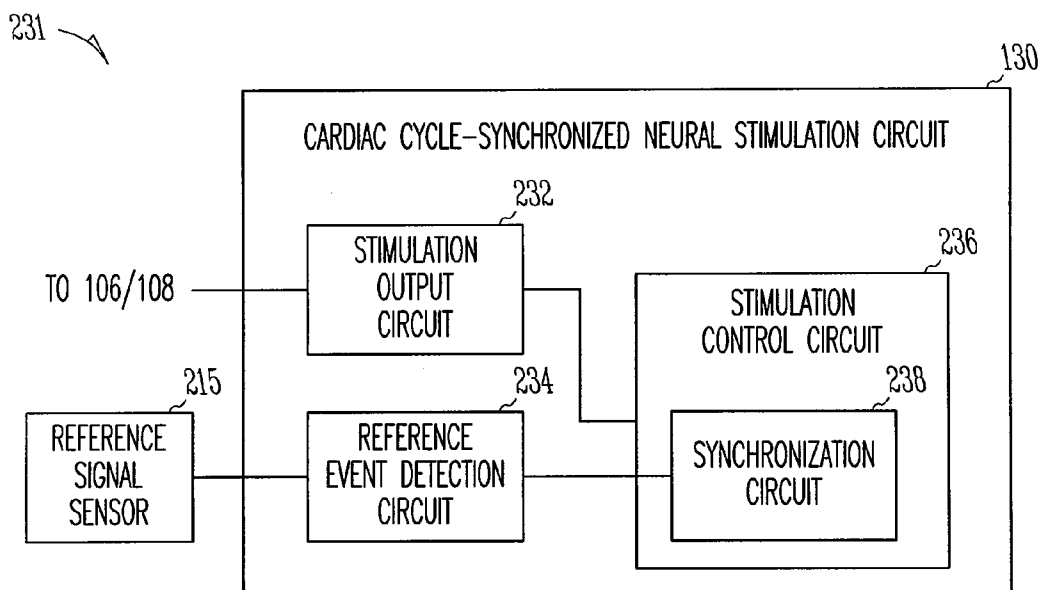 231
130
CARDIAC CYCLE-SYNCHRONIZED NEURAL STIMULATION CIRCUIT
232
STIMULATION
OUTPUT
CIRCUIT
TO 106/108
236
STIMULATION
CONTROL CIRCUIT
215
REFERENCE
SIGNAL
SENSOR
234
REFERENCE
EVENT DETECTION
CIRCUIT
238
SYNCHRONIZATION
CIRCUIT